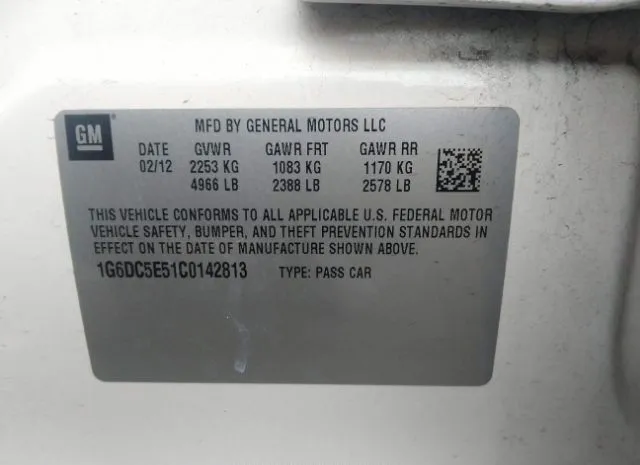 GM
MFD BY GENERAL MOTORS LLC
DATE GVWR GAWR FRT GAWR RR
02/12 2253 KG 1083 KG 1170 KG
4966 LB 2388 LB 2578 LB
THIS VEHICLE CONFORMS TO ALL APPLICABLE U.S. FEDERAL MOTOR
VEHICLE SAFETY, BUMPER, AND THEFT PREVENTION STANDARDS IN
EFFECT ON THE DATE OF MANUFACTURE SHOWN ABOVE.
1G6DC5E51C0142813 TYPE: PASS CAR